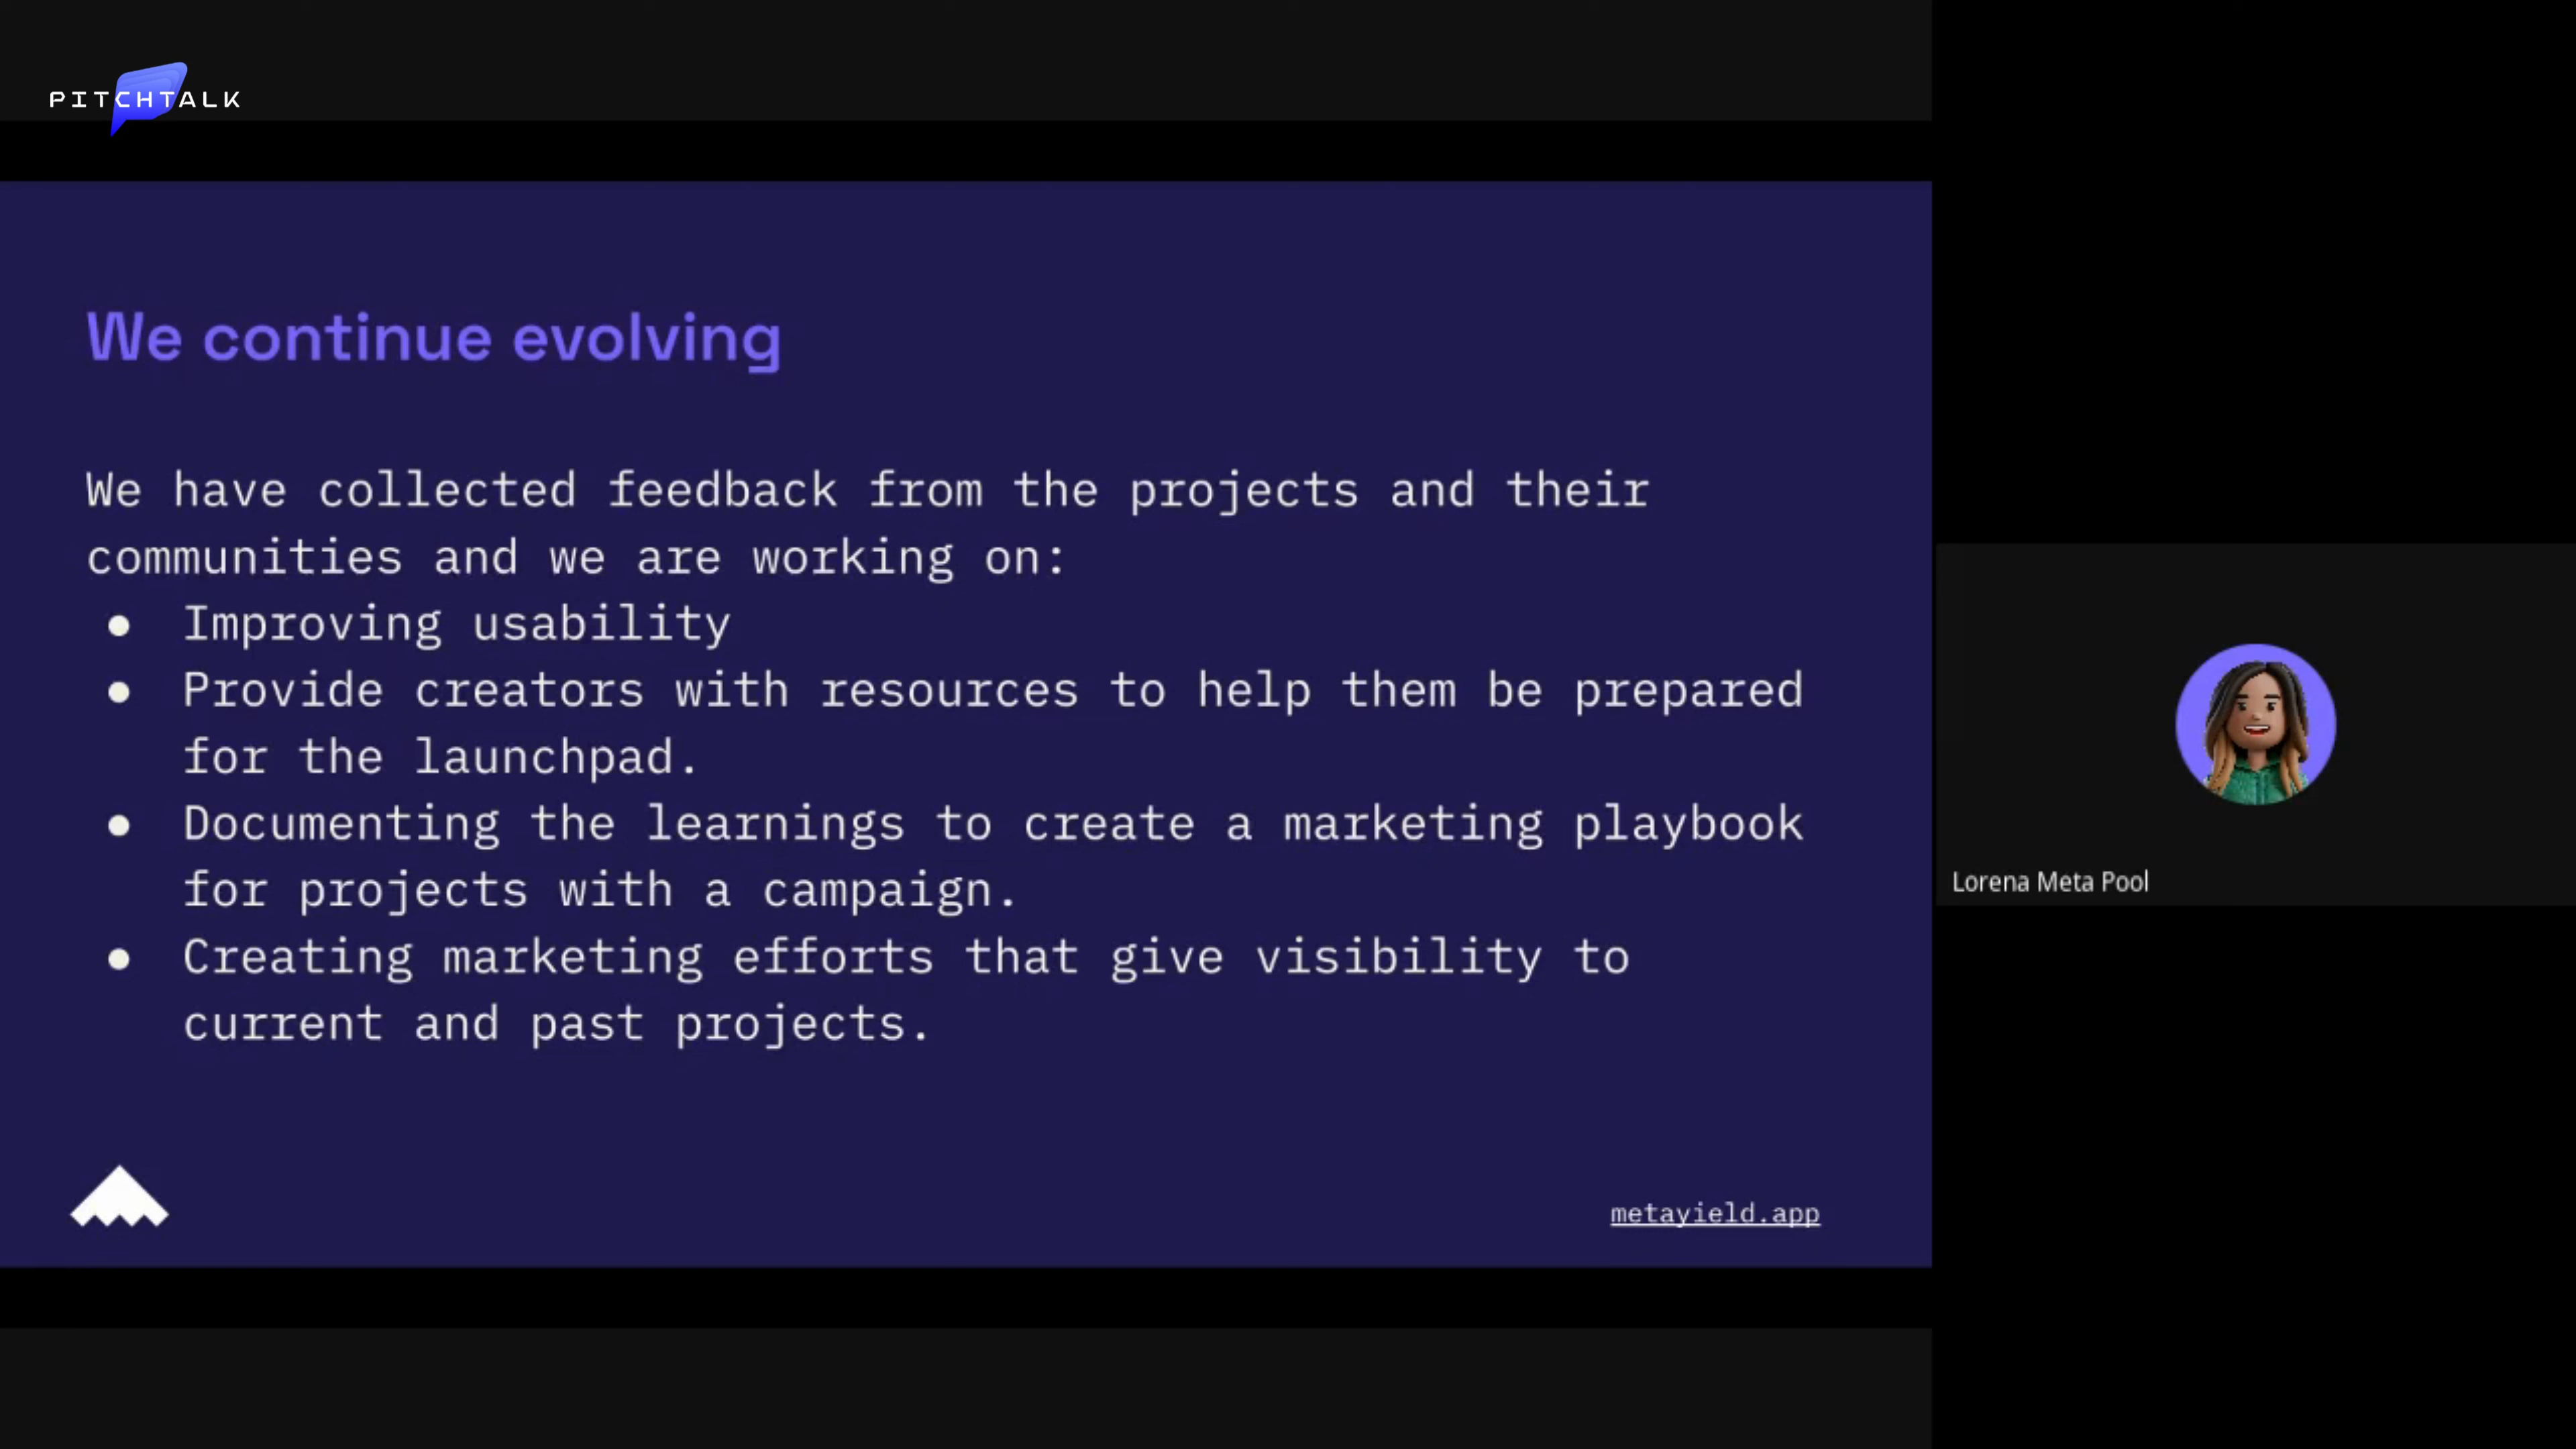 PITCHTALK
We continue evolving
We have collected feedback from the projects and their
communities and we are working on:
● Improving usability
● Provide creators with resources to help them be prepared
for the launchpad.
● Documenting the learnings to create a marketing playbook
for projects with a campaign.
● Creating marketing efforts that give visibility to
current and past projects.
Lorena Meta Pool
metayield.app